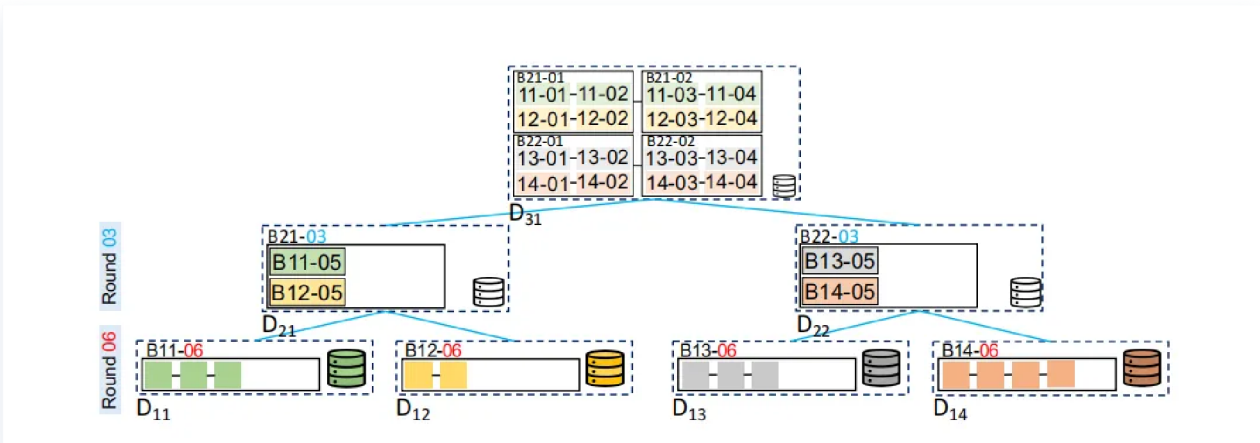 B21-01 B21-02
11-01-11-02 11-03-11-04
12-01-12-02 12-03-12-04
B22-01 B22-02
13-01-13-02 13-03-13-04
14-01-14-02 14-03-14-04
D31
Round 03
B21-03 B22-03
B11-05 B13-05
B12-05 B14-05
D21 D22
Round 06
B11-06 B12-06 B13-06 B14-06
D11 D12 D13 D14